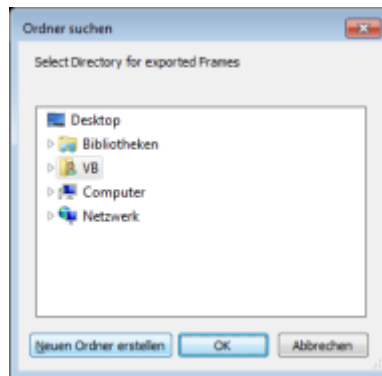 Ordner suchen
Select Directory for exported Frames
Desktop
Bibliotheken
VB
Computer
Netzwerk
Neuen Ordner erstellen OK Abbrechen